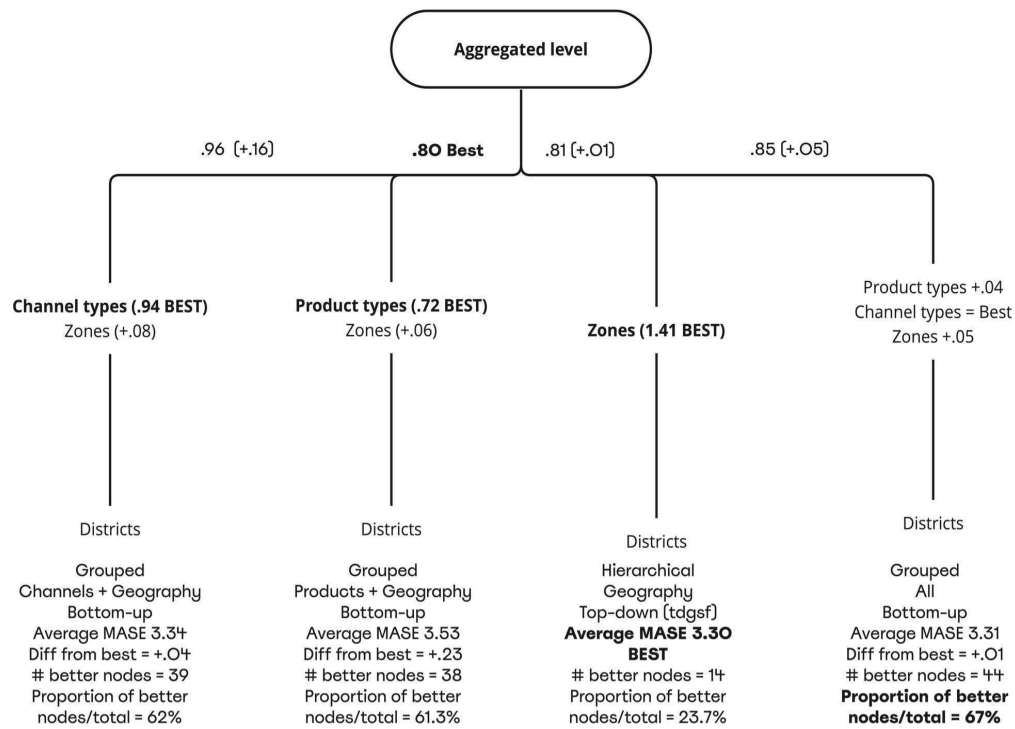 Aggregated level
.96 (+.16)
.80 Best
.81 (+.01)
.85 (+.05)
Channel types (.94 BEST)
Zones (+.08)
Product types (.72 BEST)
Zones (+.06)
Zones (1.41 BEST)
Product types +.04
Channel types = Best
Zones +.05
Districts
Grouped
Channels + Geography
Bottom-up
Average MASE 3.34
Diff from best = +.04
# better nodes = 39
Proportion of better
nodes/total = 62%
Districts
Grouped
Products + Geography
Bottom-up
Average MASE 3.53
Diff from best = +.23
# better nodes = 38
Proportion of better
nodes/total = 61.3%
Districts
Hierarchical
Geography
Top-down (tdgsf)
Average MASE 3.30
BEST
# better nodes = 14
Proportion of better
nodes/total = 23.7%
Districts
Grouped
All
Bottom-up
Average MASE 3.31
Diff from best = +.01
# better nodes = 44
Proportion of better
nodes/total = 67%